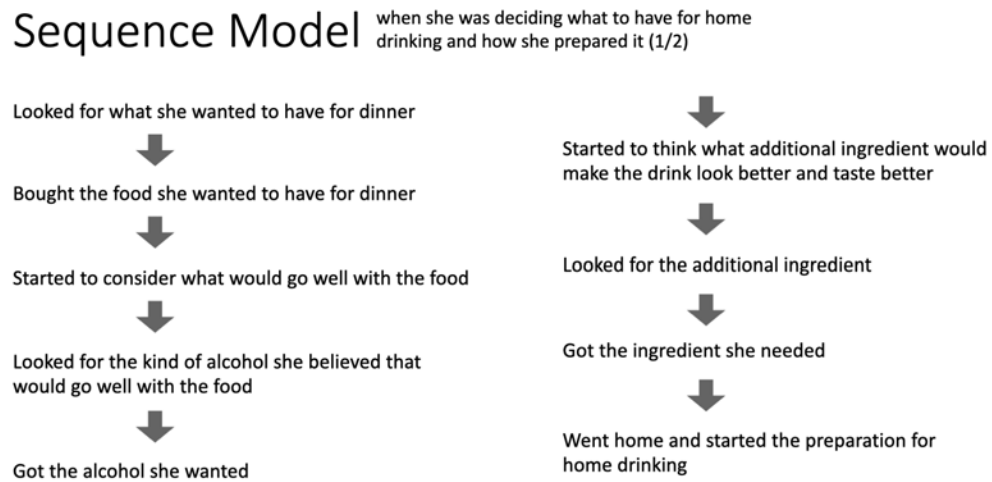 Sequence Model
when she was deciding what to have for home
drinking and how she prepared it (1/2)
Looked for what she wanted to have for dinner
Bought the food she wanted to have for dinner
Started to consider what would go well with the food
Looked for the kind of alcohol she believed that
would go well with the food
Got the alcohol she wanted
Started to think what additional ingredient would
make the drink look better and taste better
Looked for the additional ingredient
Got the ingredient she needed
Went home and started the preparation for
home drinking